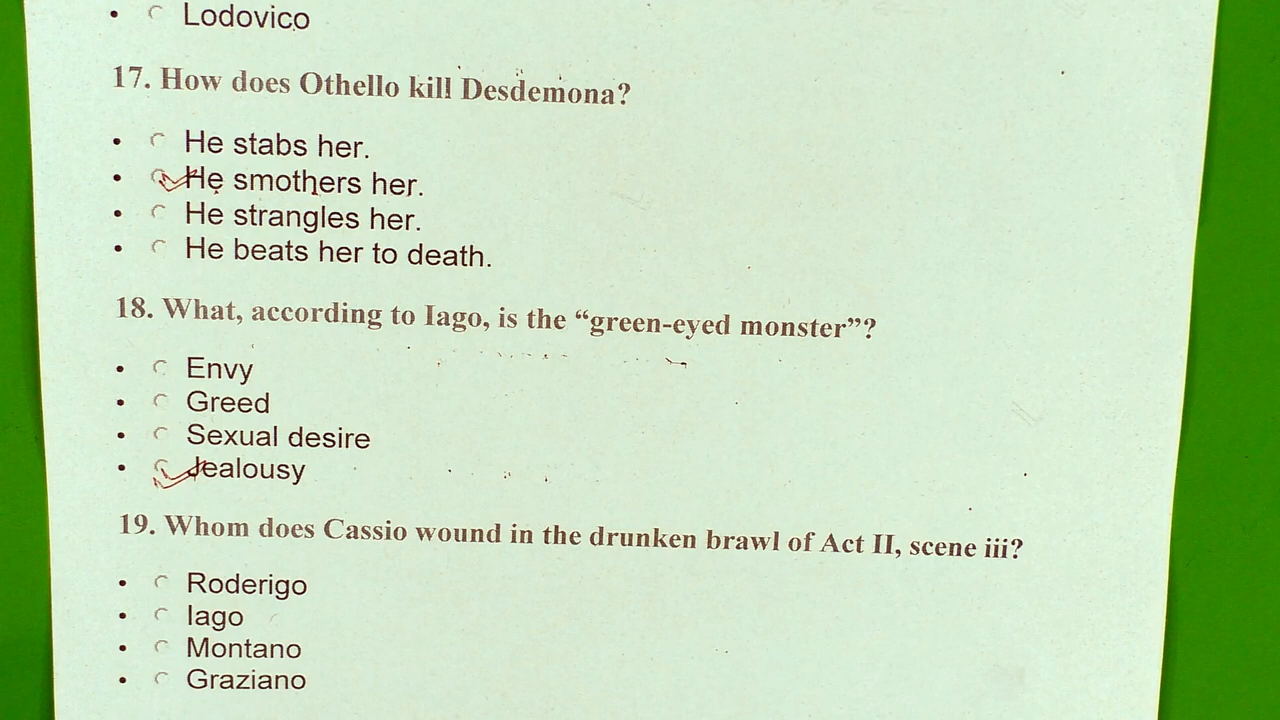 • Lodovico
17. How does Othello kill Desdemona?
• He stabs her.
• He smothers her.
• He strangles her.
• He beats her to death.
18. What, according to Iago, is the “green-eyed monster”?
• Envy
• Greed
• Sexual desire
• Jealousy
19. Whom does Cassio wound in the drunken brawl of Act II, scene iii?
• Roderigo
• Iago
• Montano
• Graziano